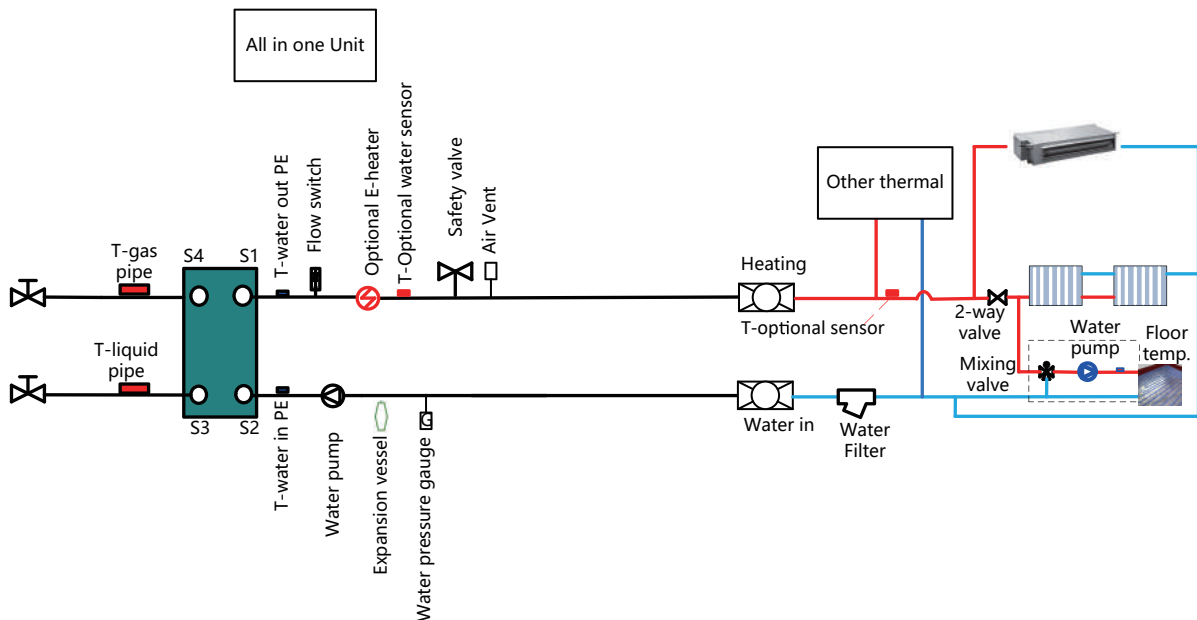 All in one Unit
T-water out PE
Flow switch
Optional E-heater
T-Optional water sensor
Safety valve
Air Vent
Other thermal
T-gas
pipe
S4
S1
Heating
T-optional sensor
2-way
valve
T-liquid
pipe
Water
pump
Floor
temp.
Mixing
valve
S3
S2
T-water in PE
Water pump
Expansion vessel
G
Water pressure gauge
Water in
Water
Filter